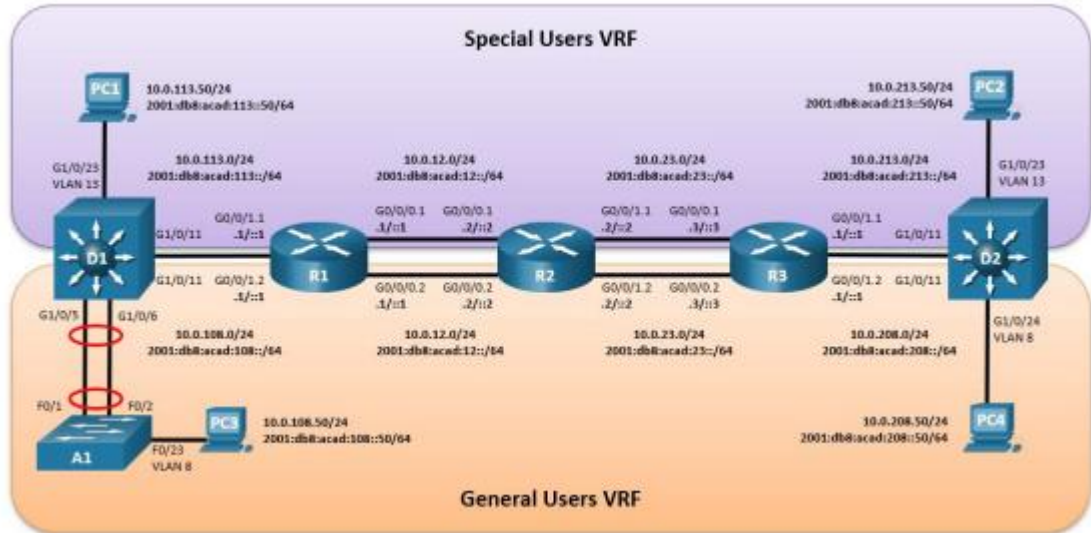 Special Users VRF
PC1
10.0.113.50/24
2001:db8:acad:113::50/64
10.0.213.50/24
2001:db8:acad:213::50/64
PC2
G1/0/23
VLAN 13
10.0.113.0/24
2001:db8:acad:113::/64
10.0.12.0/24
2001:db8:acad:12::/64
10.0.23.0/24
2001:db8:acad:23::/64
10.0.213.0/24
2001:db8:acad:213::/64
G1/0/23
VLAN 13
D1
G1/0/11
G0/0/1.1
.1/::1
R1
G0/0/0.1
.1/::1
G0/0/0.1
.2/::2
R2
G0/0/1.1
.2/::2
G0/0/0.1
.3/::3
R3
G0/0/1.1
.1/::1
G1/0/11
D2
G1/0/11
G0/0/1.2
.1/::1
G0/0/0.2
.1/::1
G0/0/0.2
.2/::2
G0/0/1.2
.2/::2
G0/0/0.2
.3/::3
G0/0/1.2
.1/::1
G1/0/11
G1/0/5
G1/0/6
10.0.108.0/24
2001:db8:acad:108::/64
10.0.12.0/24
2001:db8:acad:12::/64
10.0.23.0/24
2001:db8:acad:23::/64
10.0.208.0/24
2001:db8:acad:208::/64
G1/0/24
VLAN 8
F0/1
F0/2
A1
F0/23
VLAN 8
PC3
10.0.108.50/24
2001:db8:acad:108::50/64
10.0.208.50/24
2001:db8:acad:208::50/64
PC4
General Users VRF